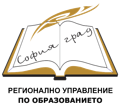 София град
РЕГИОНАЛНО УПРАВЛЕНИЕ
ПО ОБРАЗОВАНИЕТО